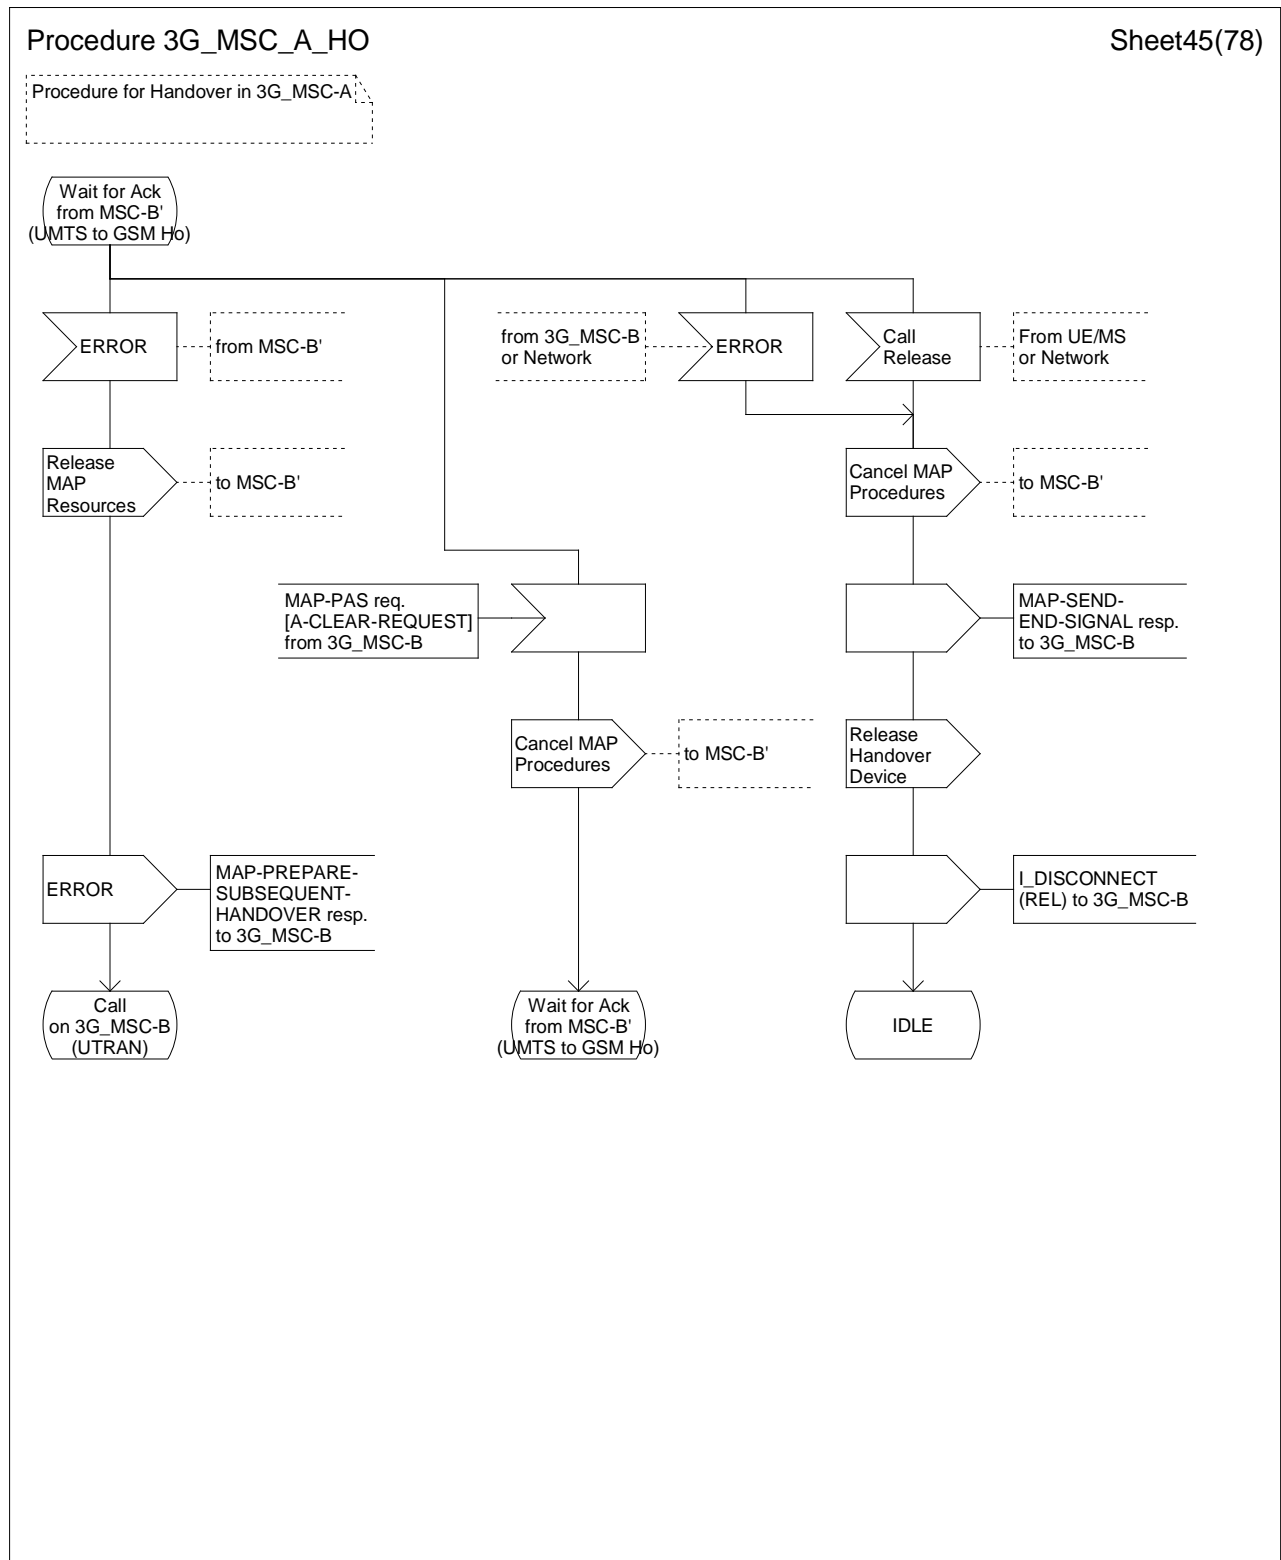 Procedure 3G_MSC_A_HO
Sheet45(78)
Procedure for Handover in 3G_MSC-A
Wait for Ack
from MSC-B'
(UMTS to GSM Ho)
ERROR
from MSC-B'
from 3G_MSC-B
or Network
ERROR
Call
Release
From UE/MS
or Network
Release
MAP
Resources
to MSC-B'
Cancel MAP
Procedures
to MSC-B'
MAP-PAS req.
[A-CLEAR-REQUEST]
from 3G_MSC-B
MAP-SEND-
END-SIGNAL resp.
to 3G_MSC-B
Cancel MAP
Procedures
to MSC-B'
Release
Handover
Device
ERROR
MAP-PREPARE-
SUBSEQUENT-
HANDOVER resp.
to 3G_MSC-B
I_DISCONNECT
(REL) to 3G_MSC-B
Call
on 3G_MSC-B
(UTRAN)
Wait for Ack
from MSC-B'
(UMTS to GSM Ho)
IDLE